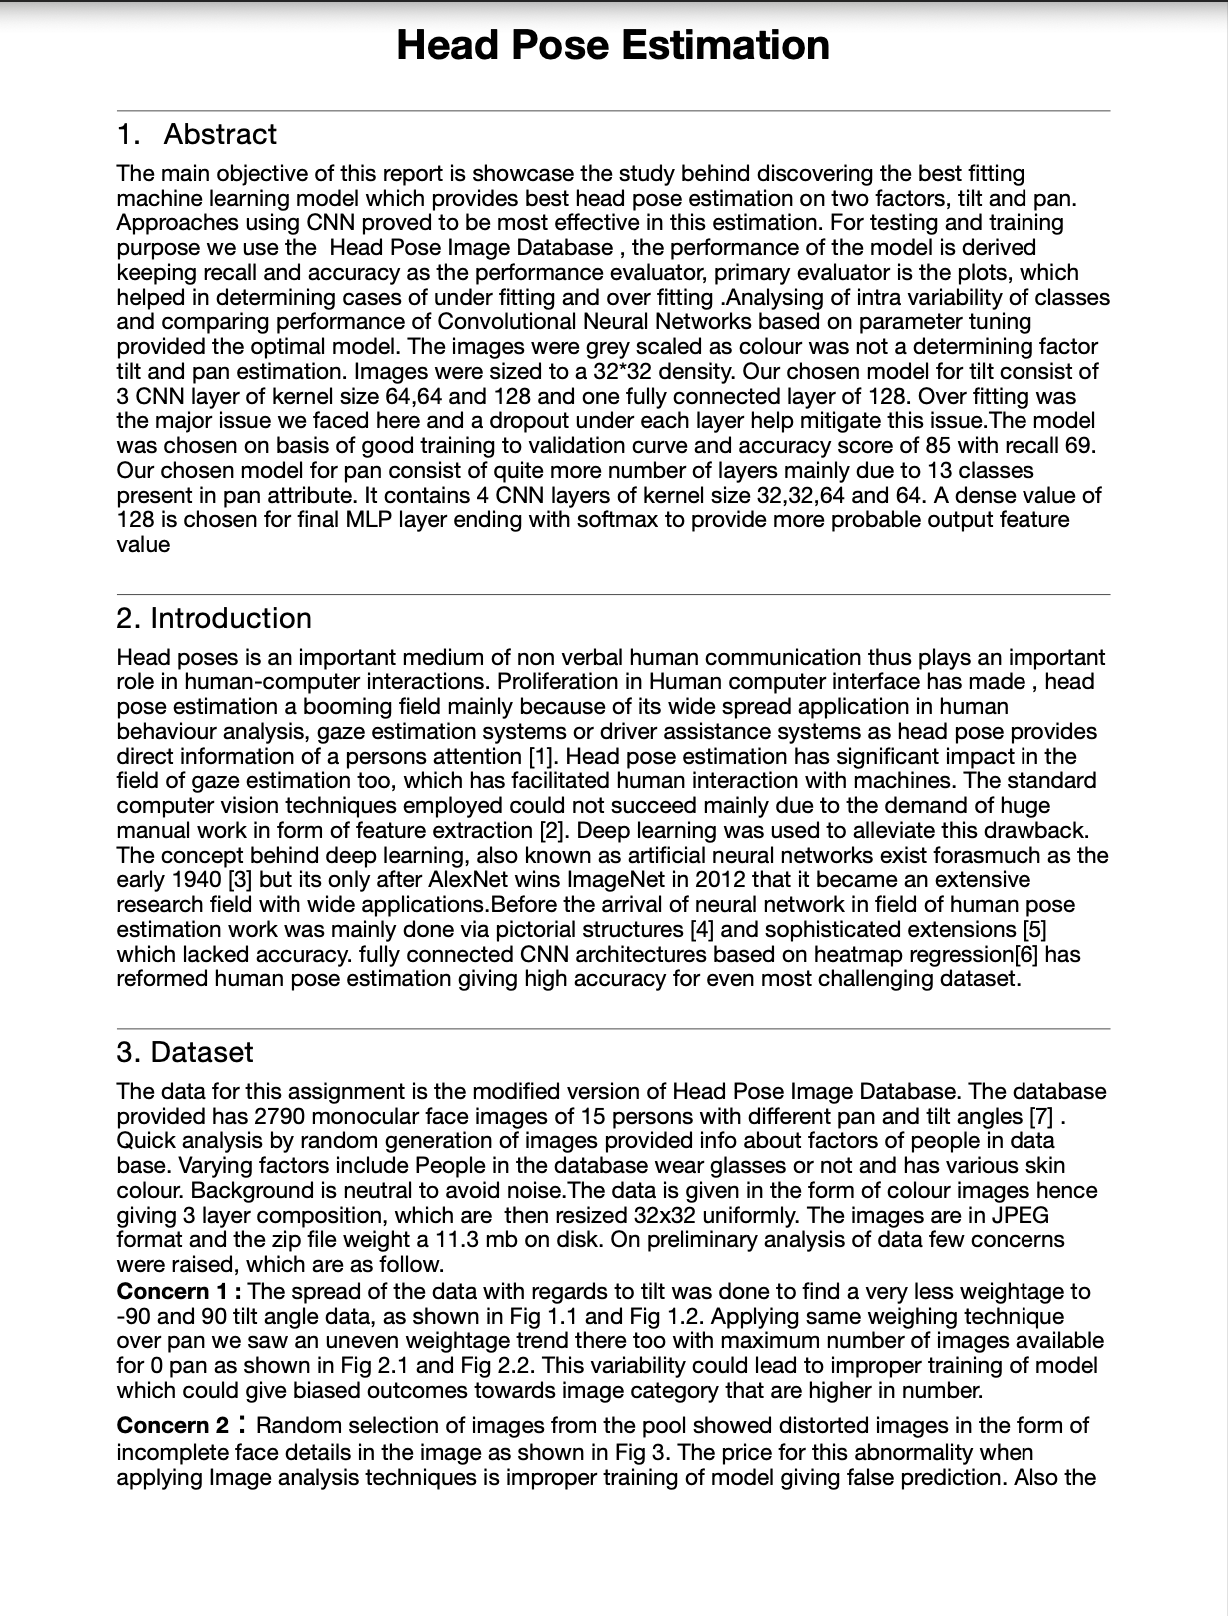 Head Pose Estimation
1. Abstract
The main objective of this report is showcase the study behind discovering the best fitting
machine learning model which provides best head pose estimation on two factors, tilt and pan.
Approaches using CNN proved to be most effective in this estimation. For testing and training
purpose we use the  Head Pose Image Database , the performance of the model is derived
keeping recall and accuracy as the performance evaluator, primary evaluator is the plots, which
helped in determining cases of under fitting and over fitting .Analysing of intra variability of classes
and comparing performance of Convolutional Neural Networks based on parameter tuning
provided the optimal model. The images were grey scaled as colour was not a determining factor
tilt and pan estimation. Images were sized to a 32*32 density. Our chosen model for tilt consist of
3 CNN layer of kernel size 64,64 and 128 and one fully connected layer of 128. Over fitting was
the major issue we faced here and a dropout under each layer help mitigate this issue.The model
was chosen on basis of good training to validation curve and accuracy score of 85 with recall 69.
Our chosen model for pan consist of quite more number of layers mainly due to 13 classes
present in pan attribute. It contains 4 CNN layers of kernel size 32,32,64 and 64. A dense value of
128 is chosen for final MLP layer ending with softmax to provide more probable output feature
value
2. Introduction
Head poses is an important medium of non verbal human communication thus plays an important
role in human-computer interactions. Proliferation in Human computer interface has made , head
pose estimation a booming field mainly because of its wide spread application in human
behaviour analysis, gaze estimation systems or driver assistance systems as head pose provides
direct information of a persons attention [1]. Head pose estimation has significant impact in the
field of gaze estimation too, which has facilitated human interaction with machines. The standard
computer vision techniques employed could not succeed mainly due to the demand of huge
manual work in form of feature extraction [2]. Deep learning was used to alleviate this drawback.
The concept behind deep learning, also known as artificial neural networks exist forasmuch as the
early 1940 [3] but its only after AlexNet wins ImageNet in 2012 that it became an extensive
research field with wide applications.Before the arrival of neural network in field of human pose
estimation work was mainly done via pictorial structures [4] and sophisticated extensions [5]
which lacked accuracy. fully connected CNN architectures based on heatmap regression[6] has
reformed human pose estimation giving high accuracy for even most challenging dataset.
3. Dataset
The data for this assignment is the modified version of Head Pose Image Database. The database
provided has 2790 monocular face images of 15 persons with different pan and tilt angles [7] .
Quick analysis by random generation of images provided info about factors of people in data
base. Varying factors include People in the database wear glasses or not and has various skin
colour. Background is neutral to avoid noise.The data is given in the form of colour images hence
giving 3 layer composition, which are  then resized 32x32 uniformly. The images are in JPEG
format and the zip file weight a 11.3 mb on disk. On preliminary analysis of data few concerns
were raised, which are as follow.
Concern 1 : The spread of the data with regards to tilt was done to find a very less weightage to
-90 and 90 tilt angle data, as shown in Fig 1.1 and Fig 1.2. Applying same weighing technique
over pan we saw an uneven weightage trend there too with maximum number of images available
for 0 pan as shown in Fig 2.1 and Fig 2.2. This variability could lead to improper training of model
which could give biased outcomes towards image category that are higher in number.
Concern 2 : Random selection of images from the pool showed distorted images in the form of
incomplete face details in the image as shown in Fig 3. The price for this abnormality when
applying Image analysis techniques is improper training of model giving false prediction. Also the